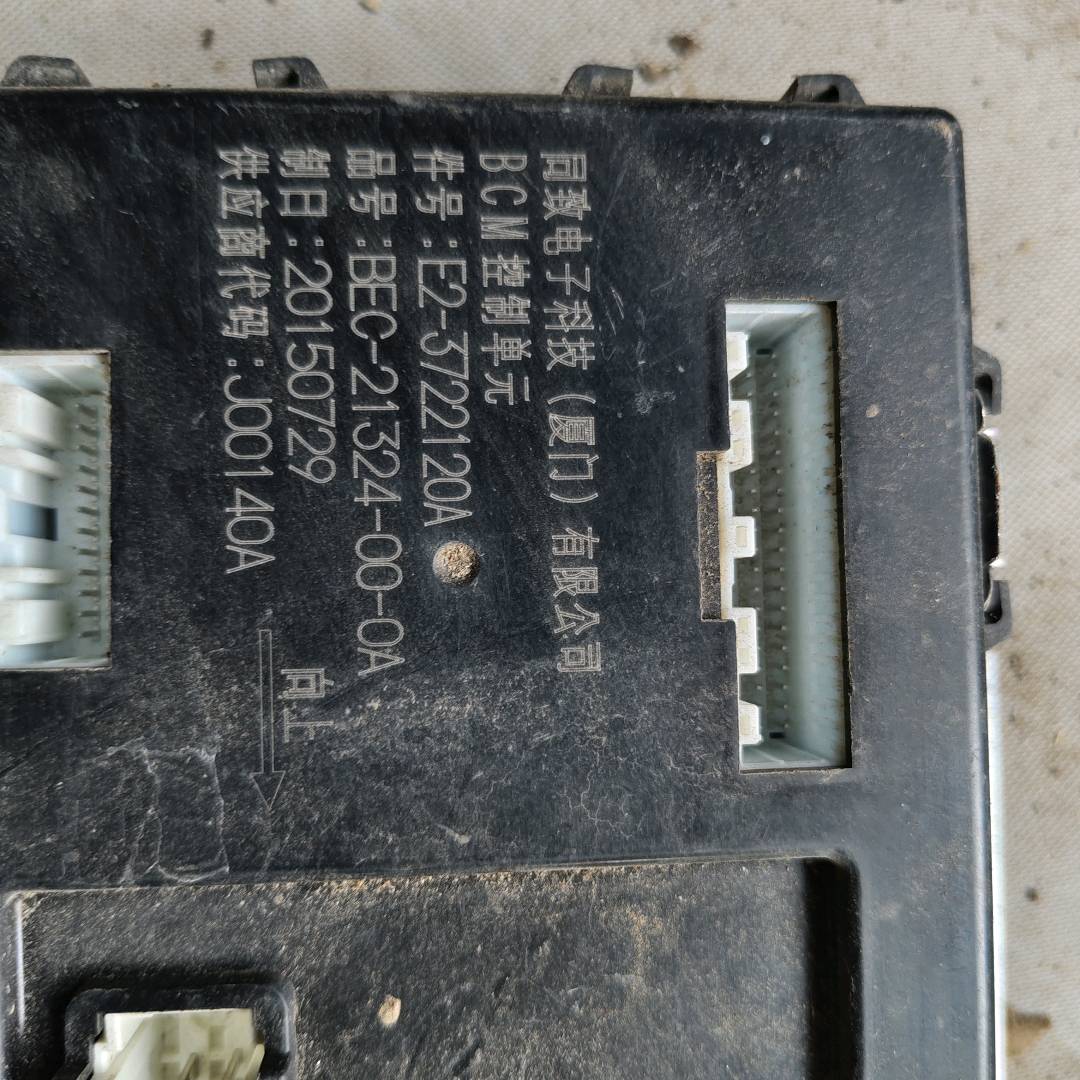 同致电子科技（厦门）有限公司
BCM控制单元
件号:E2-3722120A
品号:BEC-21324-00-0A
制日:20150729
供应商代码:J00140A
向上